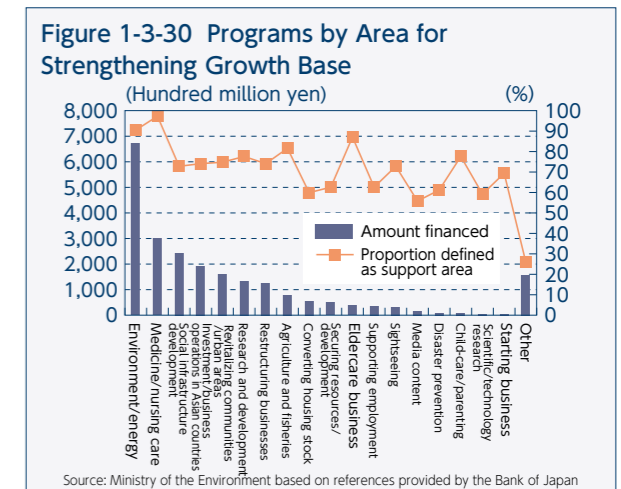 Figure 1-3-30 Programs by Area for
Strengthening Growth Base
(Hundred million yen)
(%)
8,000
7,000
6,000
5,000
4,000
3,000
2,000
1,000
0
100
90
80
70
60
50
40
30
20
10
0
Amount financed
Proportion defined
as support area
Environment/energy
Medicine/nursing care
Social infrastructure
development
Investment/business
operations in Asian countries
Revitalizing communities
/urban areas
Research and development
Restructuring businesses
Agriculture and fisheries
Converting housing stock
Securing resources/
development
Eldercare business
Supporting employment
Sightseeing
Media content
Disaster prevention
Child-care/parenting
Scientific/technology
research
Starting business
Other
Source: Ministry of the Environment based on references provided by the Bank of Japan